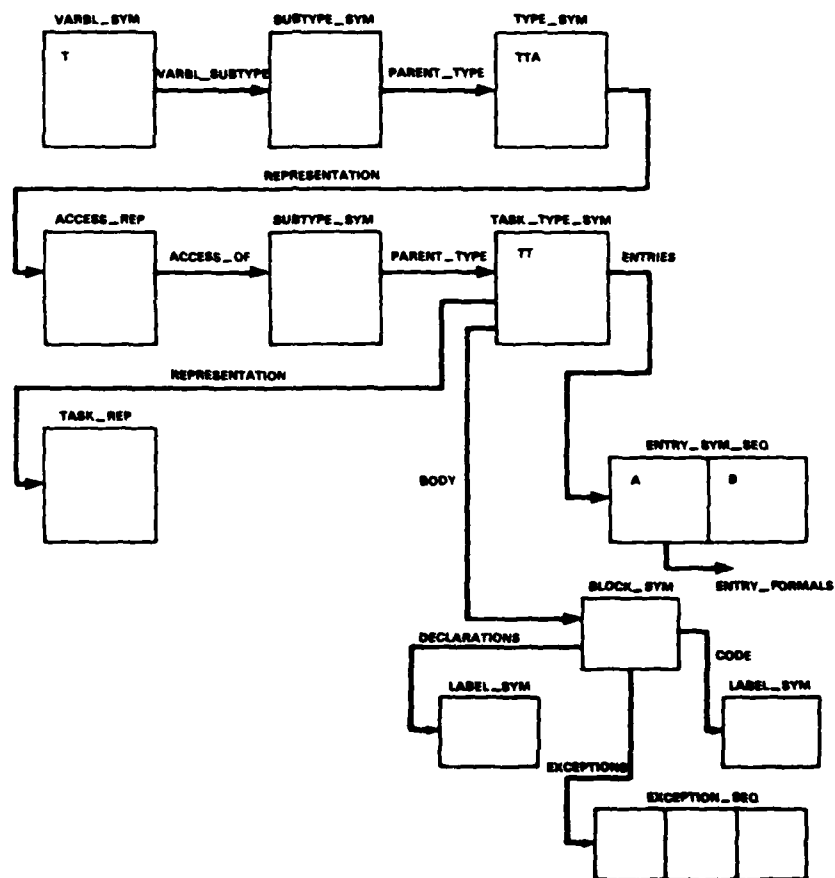 VARBL_SYM SUBTYPE_SYM TYPE_SYM
T VARBL_SUBTYPE PARENT_TYPE TTA
REPRESENTATION
ACCESS_REP SUBTYPE_SYM TASK_TYPE_SYM
ACCESS_OF PARENT_TYPE TT ENTRIES
REPRESENTATION
TASK_REP
ENTRY_SYM_SEQ
BODY A B
BLOCK_SYM ENTRY_FORMALS
DECLARATIONS CODE
LABEL_SYM LABEL_SYM
EXCEPTIONS
EXCEPTION_SEQ